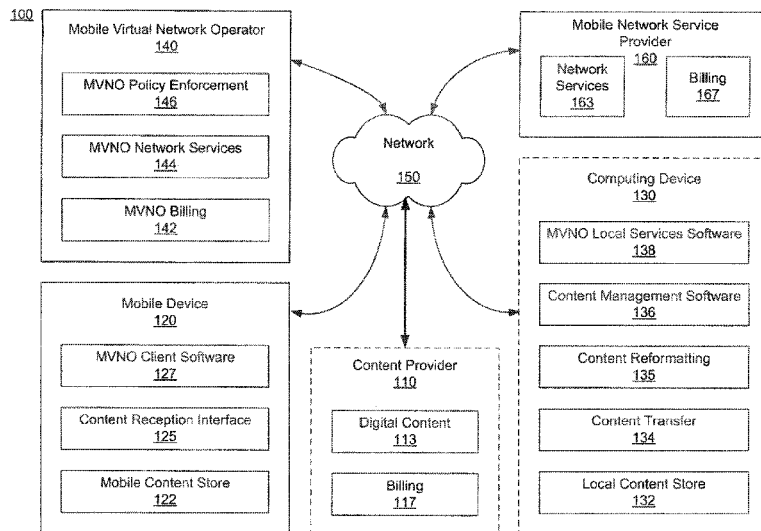 100
Mobile Virtual Network Operator
140
MVNO Policy Enforcement
146
MVNO Network Services
144
MVNO Billing
142
Mobile Network Service
Provider
160
Network
Services
163
Billing
167
Network
150
Computing Device
130
MVNO Local Services Software
138
Content Management Software
136
Content Reformatting
135
Content Transfer
134
Local Content Store
132
Mobile Device
120
MVNO Client Software
127
Content Reception Interface
125
Mobile Content Store
122
Content Provider
110
Digital Content
113
Billing
117